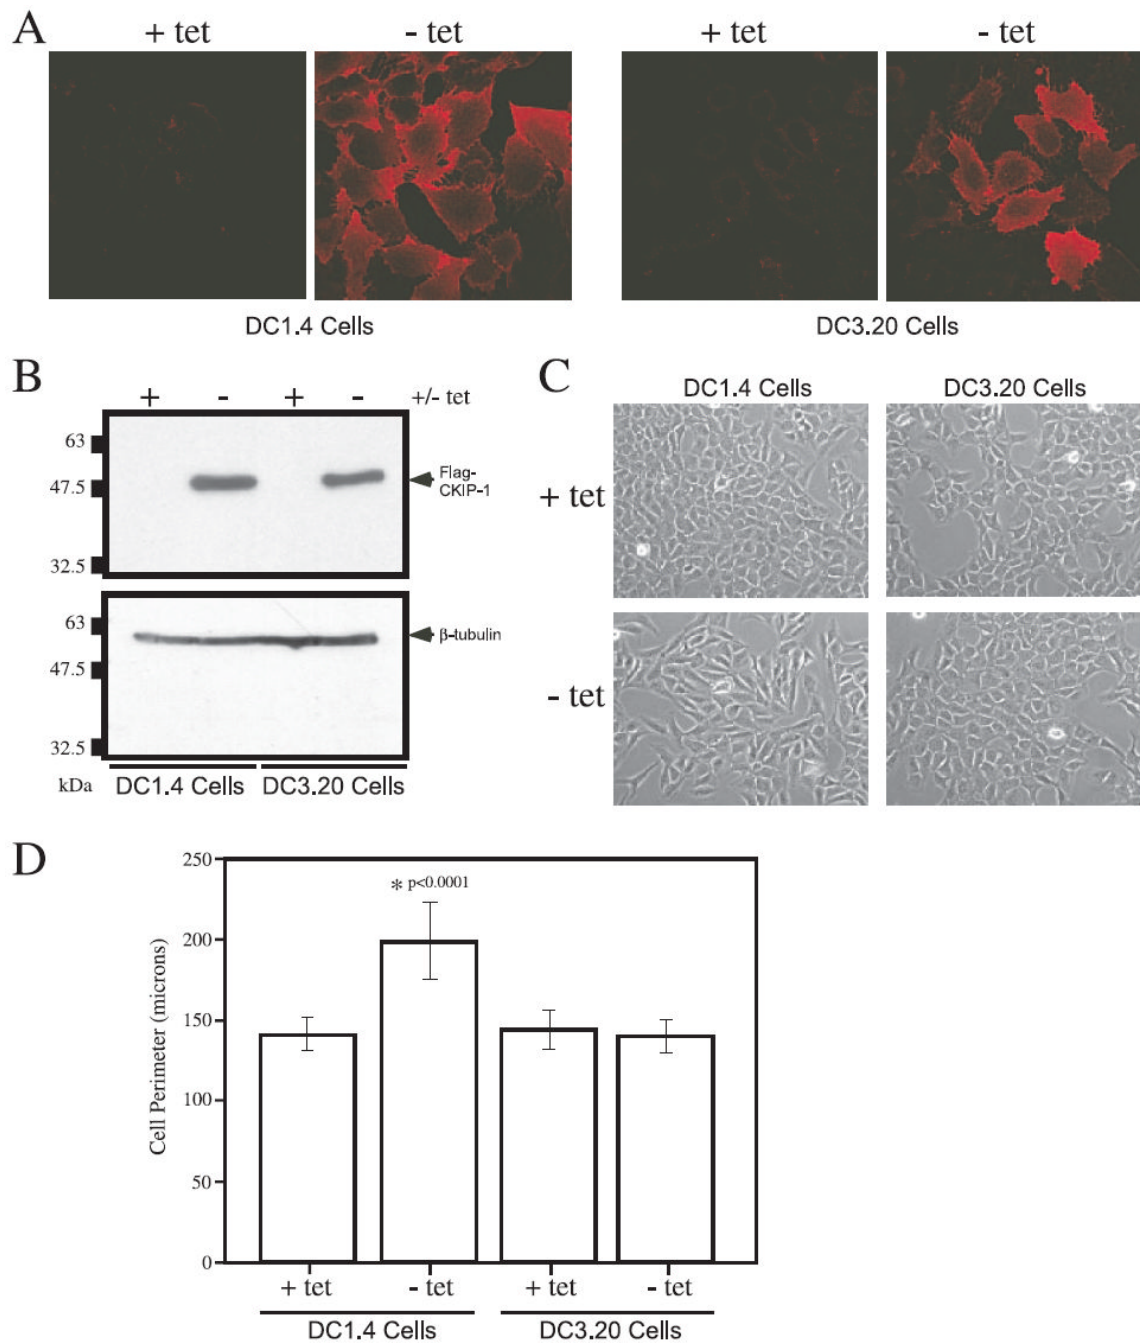 A
+ tet
- tet
+ tet
- tet
DC1.4 Cells
DC3.20 Cells
B
+ - + - +/- tet
63
47.5
32.5
Flag-
CKIP-1
63
47.5
32.5
β-tubulin
kDa
DC1.4 Cells
DC3.20 Cells
C
DC1.4 Cells
DC3.20 Cells
+ tet
- tet
D
Cell Perimeter (microns)
250
200
150
100
50
0
* p<0.0001
+ tet
- tet
+ tet
- tet
DC1.4 Cells
DC3.20 Cells